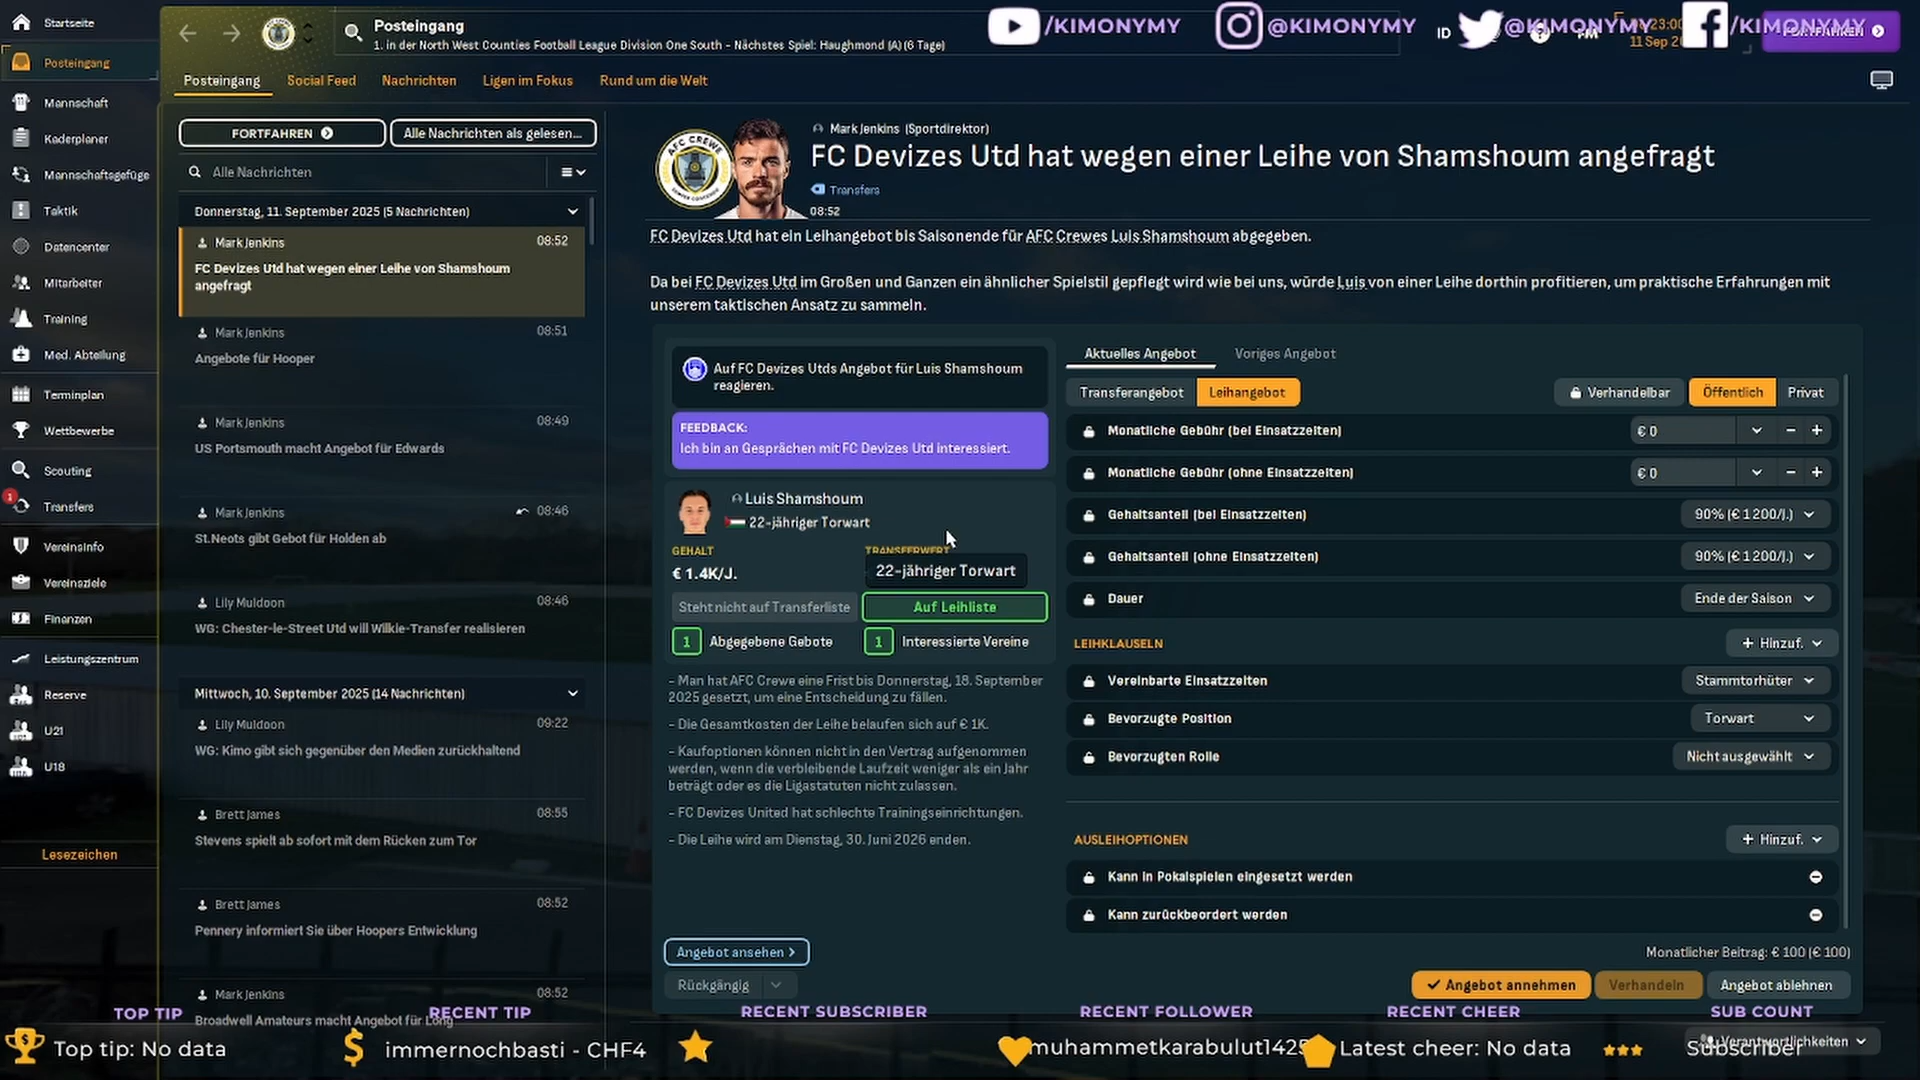 Startseite
Posteingang
Mannschaft
Kaderplaner
Mannschaftsgefüge
Taktik
Datencenter
Mitarbeiter
Training
Med. Abteilung
Terminplan
Wettbewerbe
Scouting
1
Transfers
Vereinsinfo
Vereinsziele
Finanzen
Leistungszentrum
Reserve
U21
U18
Lesezeichen
Posteingang
1. in der North West Counties Football League Division One South - Nächstes Spiel: Haughmond (A) (6 Tage)
/KIMONYMY
@KIMONYMY
ID
@KIMONYMY
/KIMONYMY
23:00
11 Sep
Posteingang
Social Feed
Nachrichten
Ligen im Fokus
Rund um die Welt
FORTFAHREN
Alle Nachrichten als gelesen...
Alle Nachrichten
Donnerstag, 11. September 2025 (5 Nachrichten)
Mark Jenkins 08:52
FC Devizes Utd hat wegen einer Leihe von Shamshoum
angefragt
Mark Jenkins 08:51
Angebote für Hooper
Mark Jenkins 08:49
US Portsmouth macht Angebot für Edwards
Mark Jenkins 08:46
St.Neots gibt Gebot für Holden ab
Lily Muldoon 08:46
WG: Chester-le-Street Utd will Wilkie-Transfer realisieren
Mittwoch, 10. September 2025 (14 Nachrichten)
Lily Muldoon 09:22
WG: Kimo gibt sich gegenüber den Medien zurückhaltend
Brett James 08:55
Stevens spielt ab sofort mit dem Rücken zum Tor
Brett James 08:52
Pennery informiert Sie über Hoopers Entwicklung
Mark Jenkins 08:52
Broadwell Amateurs macht Angebot für Long
AFC CREWE
Mark Jenkins (Sportdirektor)
FC Devizes Utd hat wegen einer Leihe von Shamshoum angefragt
Transfers
08:52
FC Devizes Utd hat ein Leihangebot bis Saisonende für AFC Crewes Luis Shamshoum abgegeben.
Da bei FC Devizes Utd im Großen und Ganzen ein ähnlicher Spielstil gepflegt wird wie bei uns, würde Luis von einer Leihe dorthin profitieren, um praktische Erfahrungen mit
unserem taktischen Ansatz zu sammeln.
Auf FC Devizes Utds Angebot für Luis Shamshoum
reagieren.
FEEDBACK:
Ich bin an Gesprächen mit FC Devizes Utd interessiert.
Luis Shamshoum
22-jähriger Torwart
GEHALT
TRANSFERWERT
€ 1.4K/J.
22-jähriger Torwart
Steht nicht auf Transferliste
Auf Leihliste
1 Abgegebene Gebote
1 Interessierte Vereine
- Man hat AFC Crewe eine Frist bis Donnerstag, 18. September
2025 gesetzt, um eine Entscheidung zu fällen.
- Die Gesamtkosten der Leihe belaufen sich auf € 1K.
- Kaufoptionen können nicht in den Vertrag aufgenommen
werden, wenn die verbleibende Laufzeit weniger als ein Jahr
beträgt oder es die Ligastatuten nicht zulassen.
- FC Devizes United hat schlechte Trainingseinrichtungen.
- Die Leihe wird am Dienstag, 30. Juni 2026 enden.
Angebot ansehen
Rückgängig
Aktuelles Angebot
Voriges Angebot
Transferangebot
Leihangebot
Verhandelbar
Öffentlich
Privat
Monatliche Gebühr (bei Einsatzzeiten) € 0 - +
Monatliche Gebühr (ohne Einsatzzeiten) € 0 - +
Gehaltsanteil (bei Einsatzzeiten) 90% (€ 1 200/J.)
Gehaltsanteil (ohne Einsatzzeiten) 90% (€ 1 200/J.)
Dauer Ende der Saison
LEIHKLAUSELN + Hinzuf.
Vereinbarte Einsatzzeiten Stammtorhüter
Bevorzugte Position Torwart
Bevorzugten Rolle Nicht ausgewählt
AUSLEIHOPTIONEN + Hinzuf.
Kann in Pokalspielen eingesetzt werden
Kann zurückbeordert werden
Monatlicher Beitrag: € 100 (€ 100)
Angebot annehmen
Verhandeln
Angebot ablehnen
Verantwortlichkeiten
TOP TIP
Top tip: No data
RECENT TIP
immernochbasti - CHF4
RECENT SUBSCRIBER
RECENT FOLLOWER
muhammetkarabulut1425
RECENT CHEER
Latest cheer: No data
SUB COUNT
Subscriber